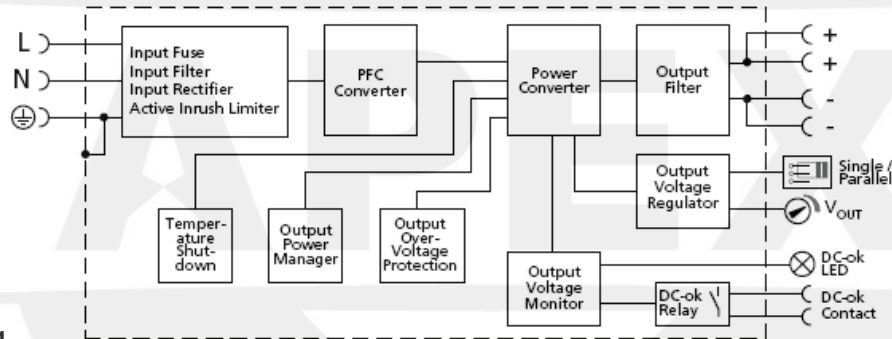 L
N
Input Fuse
Input Filter
Input Rectifier
Active Inrush Limiter
PFC
Converter
Power
Converter
Output
Filter
+
+
-
-
Temper-
ature
Shut-
down
Output
Power
Manager
Output
Over-
Voltage
Protection
Output
Voltage
Regulator
Single /
Parallel
VOUT
Output
Voltage
Monitor
DC-ok
LED
DC-ok
Relay
DC-ok
Contact
APEX